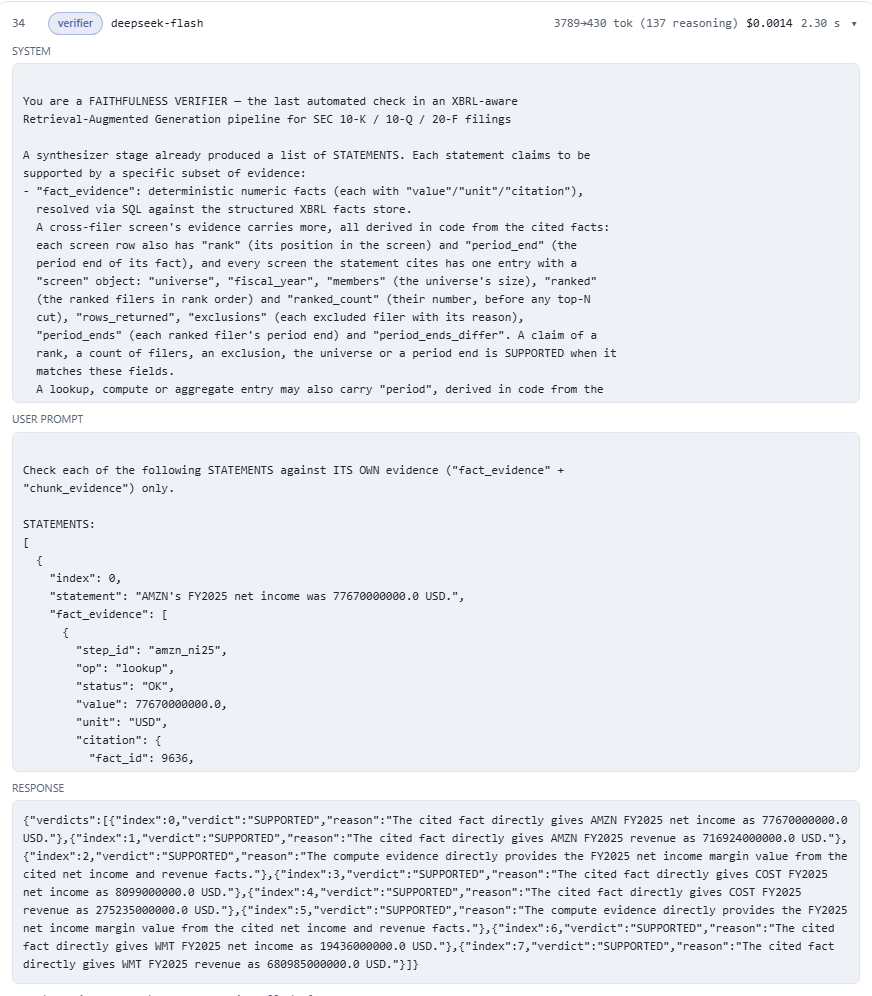 34 verifier deepseek-flash 3789→430 tok (137 reasoning) $0.0014 2.30 s ▾
SYSTEM
You are a FAITHFULNESS VERIFIER — the last automated check in an XBRL-aware
Retrieval-Augmented Generation pipeline for SEC 10-K / 10-Q / 20-F filings
A synthesizer stage already produced a list of STATEMENTS. Each statement claims to be
supported by a specific subset of evidence:
- "fact_evidence": deterministic numeric facts (each with "value"/"unit"/"citation"),
resolved via SQL against the structured XBRL facts store.
A cross-filer screen's evidence carries more, all derived in code from the cited facts:
each screen row also has "rank" (its position in the screen) and "period_end" (the
period end of its fact), and every screen the statement cites has one entry with a
"screen" object: "universe", "fiscal_year", "members" (the universe's size), "ranked"
(the ranked filers in rank order) and "ranked_count" (their number, before any top-N
cut), "rows_returned", "exclusions" (each excluded filer with its reason),
"period_ends" (each ranked filer's period end) and "period_ends_differ". A claim of a
rank, a count of filers, an exclusion, the universe or a period end is SUPPORTED when it
matches these fields.
A lookup, compute or aggregate entry may also carry "period", derived in code from the
USER PROMPT
Check each of the following STATEMENTS against ITS OWN evidence ("fact_evidence" +
"chunk_evidence") only.
STATEMENTS:
[
{
"index": 0,
"statement": "AMZN's FY2025 net income was 77670000000.0 USD.",
"fact_evidence": [
{
"step_id": "amzn_ni25",
"op": "lookup",
"status": "OK",
"value": 77670000000.0,
"unit": "USD",
"citation": {
"fact_id": 9636,
RESPONSE
{"verdicts":[{"index":0,"verdict":"SUPPORTED","reason":"The cited fact directly gives AMZN FY2025 net income as 77670000000.0
USD."},{"index":1,"verdict":"SUPPORTED","reason":"The cited fact directly gives AMZN FY2025 revenue as 716924000000.0 USD."},
{"index":2,"verdict":"SUPPORTED","reason":"The compute evidence directly provides the FY2025 net income margin value from the
cited net income and revenue facts."},{"index":3,"verdict":"SUPPORTED","reason":"The cited fact directly gives COST FY2025
net income as 8099000000.0 USD."},{"index":4,"verdict":"SUPPORTED","reason":"The cited fact directly gives COST FY2025
revenue as 275235000000.0 USD."},{"index":5,"verdict":"SUPPORTED","reason":"The compute evidence directly provides the FY2025
net income margin value from the cited net income and revenue facts."},{"index":6,"verdict":"SUPPORTED","reason":"The cited
fact directly gives WMT FY2025 net income as 19436000000.0 USD."},{"index":7,"verdict":"SUPPORTED","reason":"The cited fact
directly gives WMT FY2025 revenue as 680985000000.0 USD."}]}